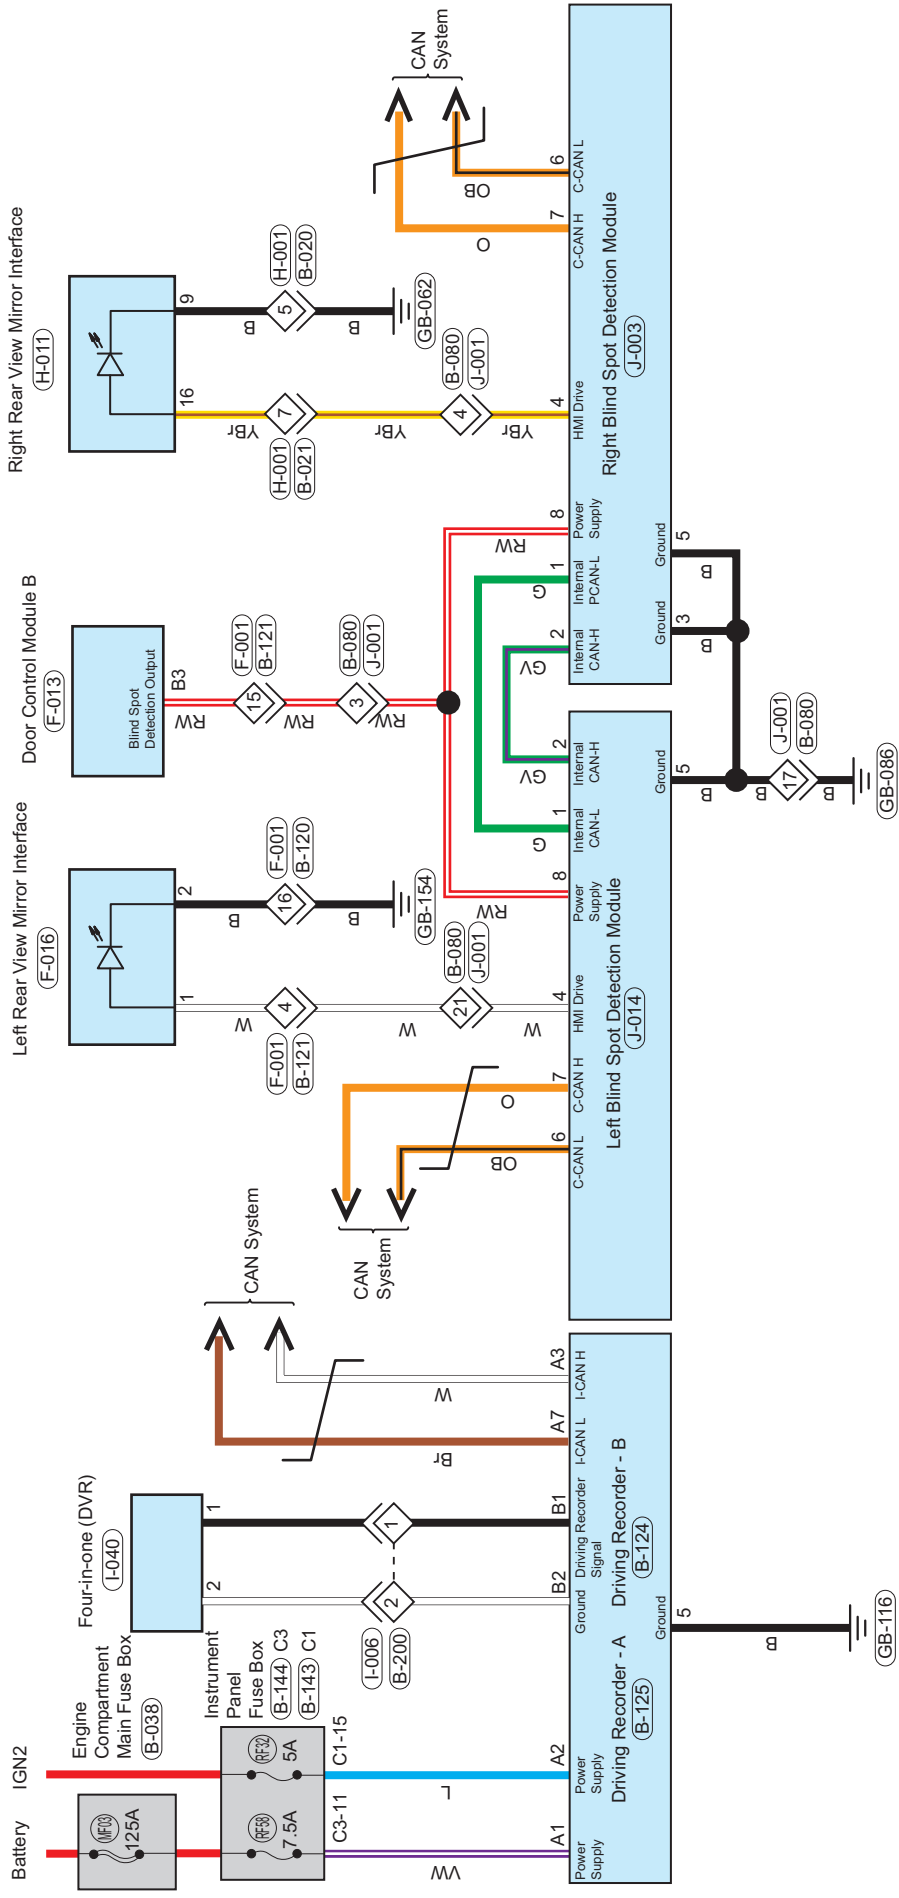 Battery
IGN2
Engine
Compartment
Main Fuse Box
B-038
MF03
125A
Instrument
Panel
Fuse Box
B-144 C3
B-143 C1
RF58
7.5A
RF32
5A
C3-11
C1-15
VW
L
A1
A2
Power
Supply
Power
Supply
Four-in-one (DVR)
I-040
2
1
I-006
B-200
2
1
B2
B1
Ground
Driving Recorder
Signal
Br
W
A7
A3
I-CAN L
I-CAN H
CAN System
Driving Recorder - A
B-125
Driving Recorder - B
B-124
Ground
5
B
GB-116
Left Rear View Mirror Interface
F-016
1
2
W
B
F-001
B-121
4
16
F-001
B-120
W
B
GB-154
21
B-080
J-001
W
CAN
System
OB
O
6
7
4
C-CAN L
C-CAN H
HMI Drive
Left Blind Spot Detection Module
J-014
RW
G
GV
8
1
2
Power
Supply
Internal
CAN-L
Internal
CAN-H
Ground
5
B
Door Control Module B
F-013
Blind Spot
Detection Output
B3
RW
15
F-001
B-121
RW
3
B-080
J-001
RW
B
17
J-001
B-080
B
GB-086
Right Rear View Mirror Interface
H-011
16
9
YBr
B
H-001
B-021
7
5
H-001
B-020
YBr
B
GB-062
4
B-080
J-001
YBr
CAN
System
O
OB
GV
G
RW
2
1
8
4
7
6
Internal
CAN-H
Internal
PCAN-L
Power
Supply
HMI Drive
C-CAN H
C-CAN L
Right Blind Spot Detection Module
J-003
Ground
Ground
3
5
B
B